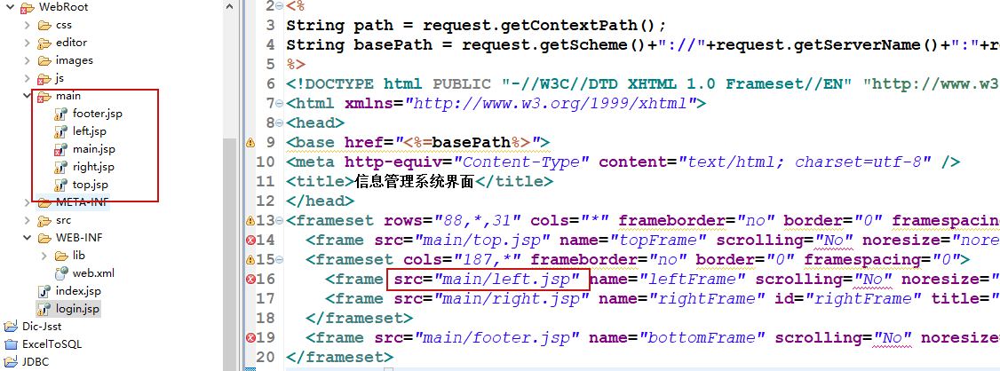 WebRoot
css
editor
images
js
main
footer.jsp
left.jsp
main.jsp
right.jsp
top.jsp
META-INF
src
WEB-INF
lib
web.xml
index.jsp
login.jsp
Dic-Jsst
ExcelToSQL
JDBC
2 <%
3 String path = request.getContextPath();
4 String basePath = request.getScheme()+"://"+request.getServerName()+":"+re
5 %>
6 <!DOCTYPE html PUBLIC "-//W3C//DTD XHTML 1.0 Frameset//EN" "http://www.w3
7 <html xmlns="http://www.w3.org/1999/xhtml">
8 <head>
9 <base href="<%=basePath%>">
10 <meta http-equiv="Content-Type" content="text/html; charset=utf-8" />
11 <title>信息管理系统界面</title>
12 </head>
13 <frameset rows="88,*,31" cols="*" frameborder="no" border="0" framespacing
14 <frame src="main/top.jsp" name="topFrame" scrolling="No" noresize="nore
15 <frameset cols="187,*" frameborder="no" border="0" framespacing="0">
16 <frame src="main/left.jsp" name="leftFrame" scrolling="No" noresize="
17 <frame src="main/right.jsp" name="rightFrame" id="rightFrame" title="
18 </frameset>
19 <frame src="main/footer.jsp" name="bottomFrame" scrolling="No" noresize
20 </frameset>